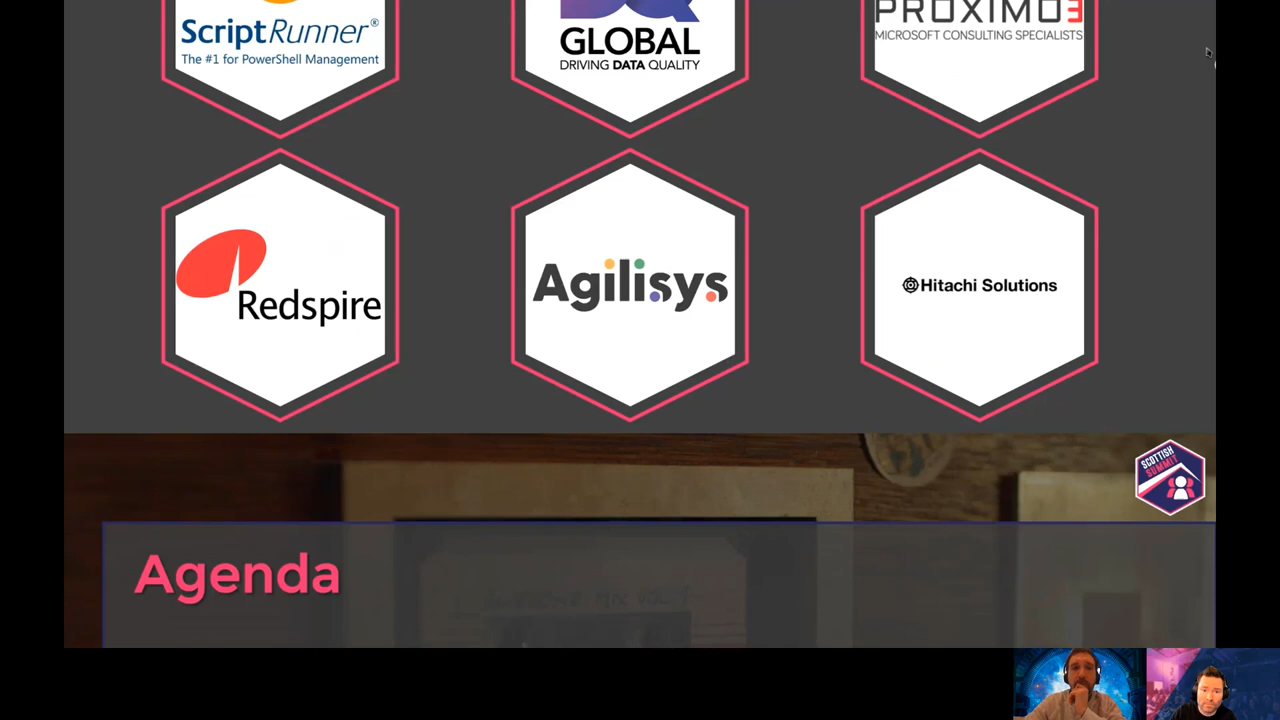 ScriptRunner®
The #1 for PowerShell Management
DQ
GLOBAL
DRIVING DATA QUALITY
PROXIMO3
MICROSOFT CONSULTING SPECIALISTS
Redspire
Agilisys
Hitachi Solutions
SCOTTISH
SUMMIT
Agenda